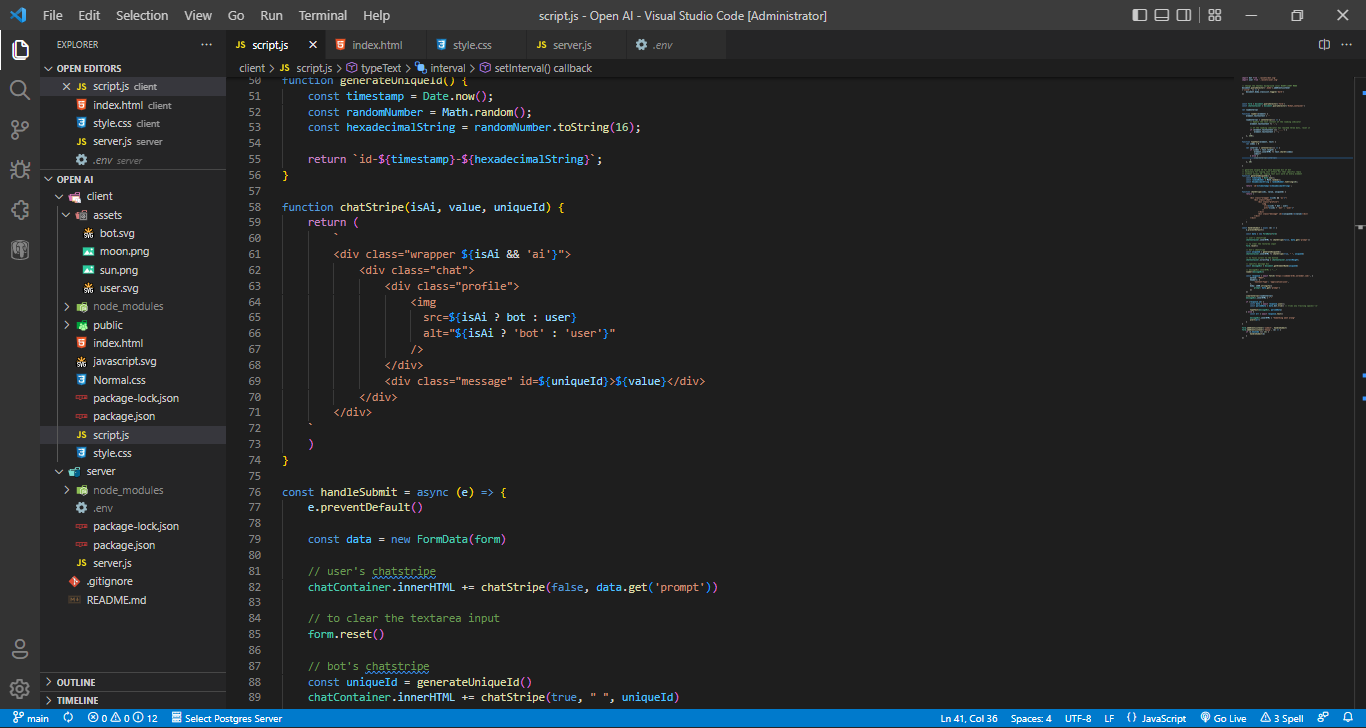 File Edit Selection View Go Run Terminal Help
script.js - Open AI - Visual Studio Code [Administrator]
EXPLORER
OPEN EDITORS
JS script.js client
index.html client
style.css client
JS server.js server
.env server
OPEN AI
client
assets
bot.svg
moon.png
sun.png
user.svg
node_modules
public
index.html
javascript.svg
Normal.css
package-lock.json
package.json
JS script.js
style.css
server
node_modules
.env
package-lock.json
package.json
JS server.js
.gitignore
README.md
OUTLINE
TIMELINE
JS script.js index.html style.css JS server.js .env
client > JS script.js > typeText > interval > setInterval() callback
50 function generateUniqueId() {
51 const timestamp = Date.now();
52 const randomNumber = Math.random();
53 const hexadecimalString = randomNumber.toString(16);
54
55 return `id-${timestamp}-${hexadecimalString}`;
56 }
57
58 function chatStripe(isAi, value, uniqueId) {
59 return (
60 `
61 <div class="wrapper ${isAi && 'ai'}">
62 <div class="chat">
63 <div class="profile">
64 <img
65 src=${isAi ? bot : user}
66 alt="${isAi ? 'bot' : 'user'}"
67 />
68 </div>
69 <div class="message" id=${uniqueId}>${value}</div>
70 </div>
71 </div>
72 `
73 )
74 }
75
76 const handleSubmit = async (e) => {
77 e.preventDefault()
78
79 const data = new FormData(form)
80
81 // user's chatstripe
82 chatContainer.innerHTML += chatStripe(false, data.get('prompt'))
83
84 // to clear the textarea input
85 form.reset()
86
87 // bot's chatstripe
88 const uniqueId = generateUniqueId()
89 chatContainer.innerHTML += chatStripe(true, " ", uniqueId)
main 0 0 12 Select Postgres Server Ln 41, Col 36 Spaces: 4 UTF-8 LF {} JavaScript Go Live 3 Spell